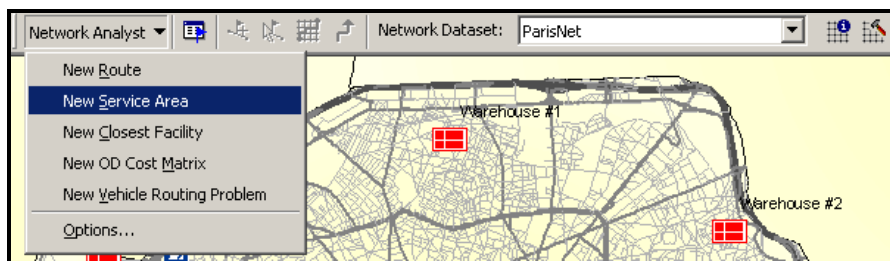 Network Analyst Network Dataset: ParisNet
New Route
New Service Area
New Closest Facility
New OD Cost Matrix
New Vehicle Routing Problem
Options...
Warehouse #1
Warehouse #2